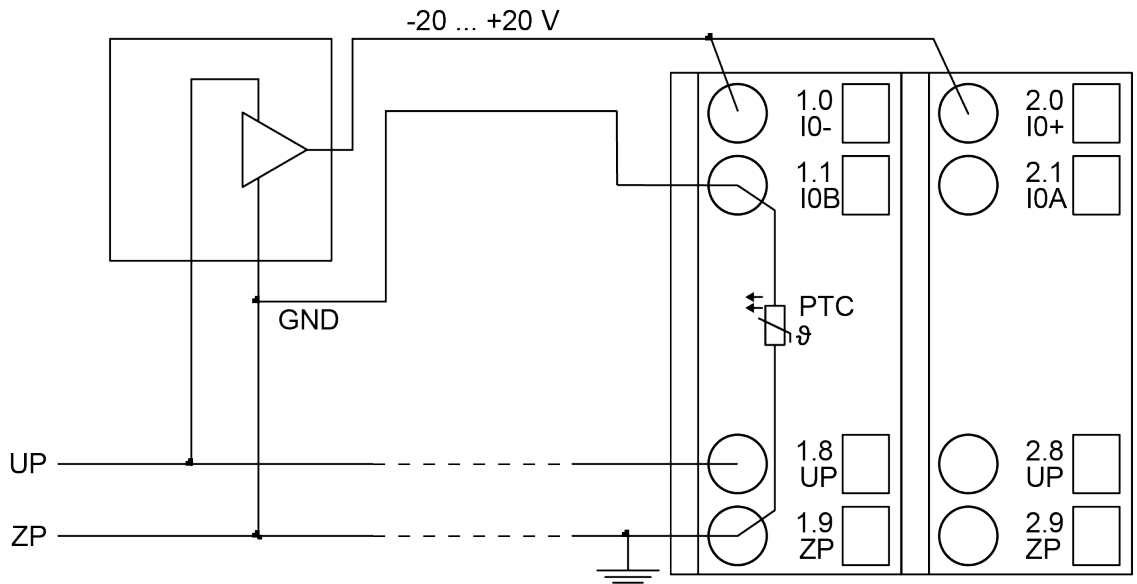 -20 ... +20 V
1.0
I0-
2.0
I0+
1.1
I0B
2.1
I0A
PTC
ϑ
GND
UP
1.8
UP
2.8
UP
ZP
1.9
ZP
2.9
ZP